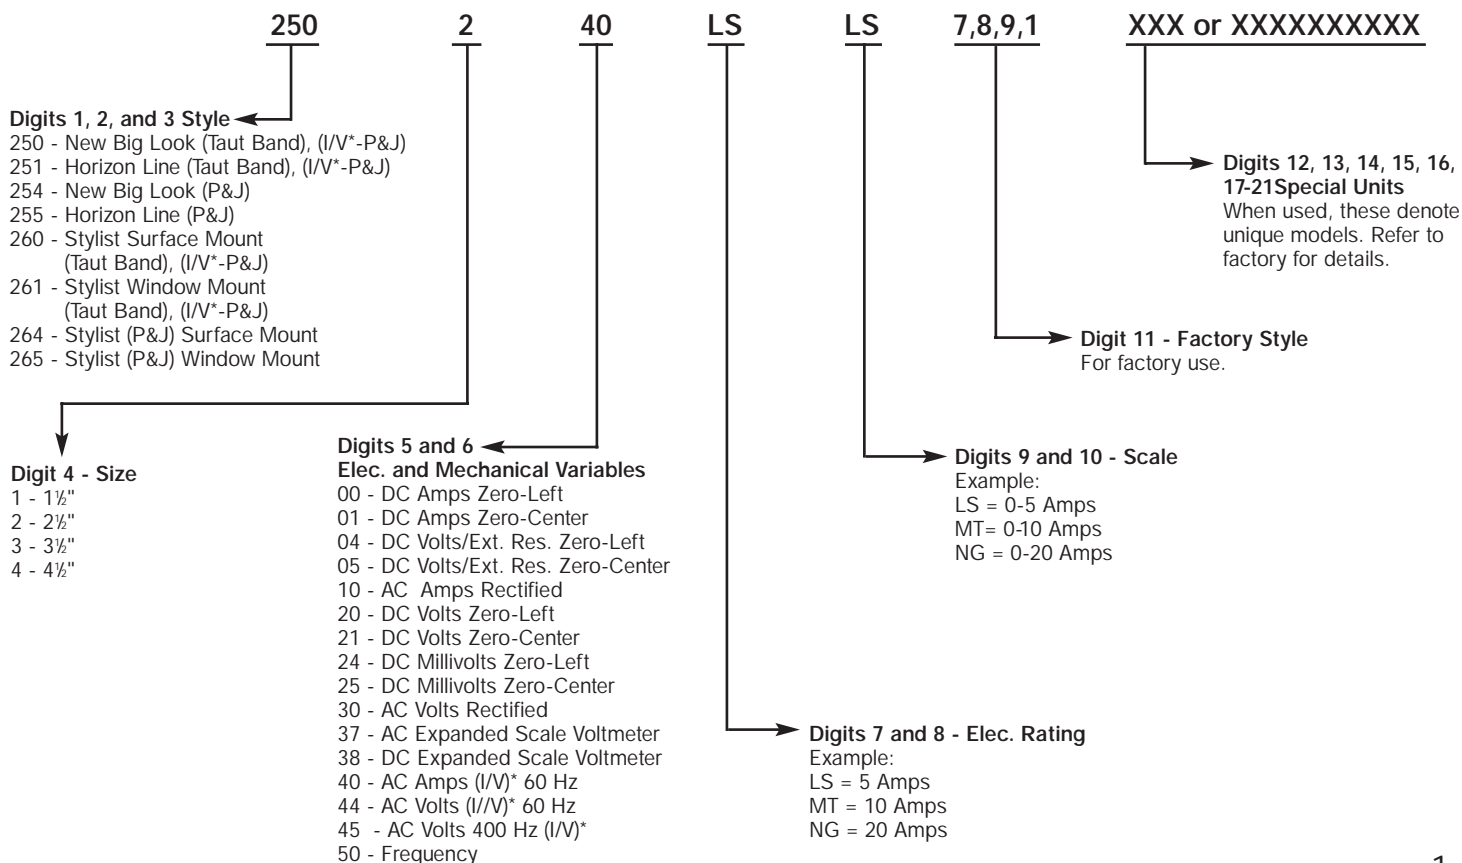 250 2 40 LS LS 7,8,9,1 XXX or XXXXXXXXXX
Digits 1, 2, and 3 Style
250 - New Big Look (Taut Band), (I/V*-P&J)
251 - Horizon Line (Taut Band), (I/V*-P&J)
254 - New Big Look (P&J)
255 - Horizon Line (P&J)
260 - Stylist Surface Mount
(Taut Band), (I/V*-P&J)
261 - Stylist Window Mount
(Taut Band), (I/V*-P&J)
264 - Stylist (P&J) Surface Mount
265 - Stylist (P&J) Window Mount
Digits 12, 13, 14, 15, 16,
17-21Special Units
When used, these denote
unique models. Refer to
factory for details.
Digit 11 - Factory Style
For factory use.
Digit 4 - Size
1 - 1½"
2 - 2½"
3 - 3½"
4 - 4½"
Digits 5 and 6
Elec. and Mechanical Variables
00 - DC Amps Zero-Left
01 - DC Amps Zero-Center
04 - DC Volts/Ext. Res. Zero-Left
05 - DC Volts/Ext. Res. Zero-Center
10 - AC Amps Rectified
20 - DC Volts Zero-Left
21 - DC Volts Zero-Center
24 - DC Millivolts Zero-Left
25 - DC Millivolts Zero-Center
30 - AC Volts Rectified
37 - AC Expanded Scale Voltmeter
38 - DC Expanded Scale Voltmeter
40 - AC Amps (I/V)* 60 Hz
44 - AC Volts (I//V)* 60 Hz
45 - AC Volts 400 Hz (I/V)*
50 - Frequency
Digits 9 and 10 - Scale
Example:
LS = 0-5 Amps
MT= 0-10 Amps
NG = 0-20 Amps
Digits 7 and 8 - Elec. Rating
Example:
LS = 5 Amps
MT = 10 Amps
NG = 20 Amps